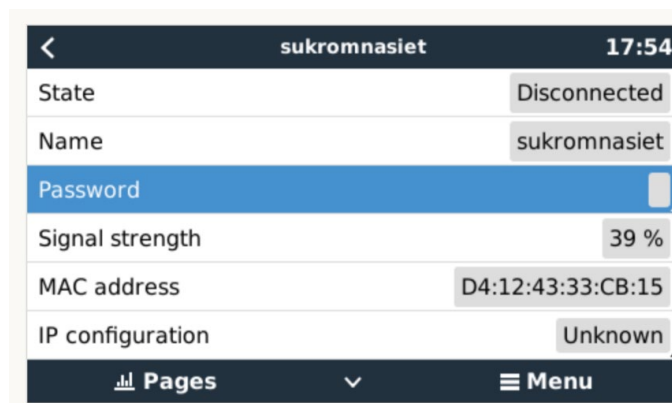 sukromnasiet 17:54
State Disconnected
Name sukromnasiet
Password
Signal strength 39 %
MAC address D4:12:43:33:CB:15
IP configuration Unknown
Pages Menu